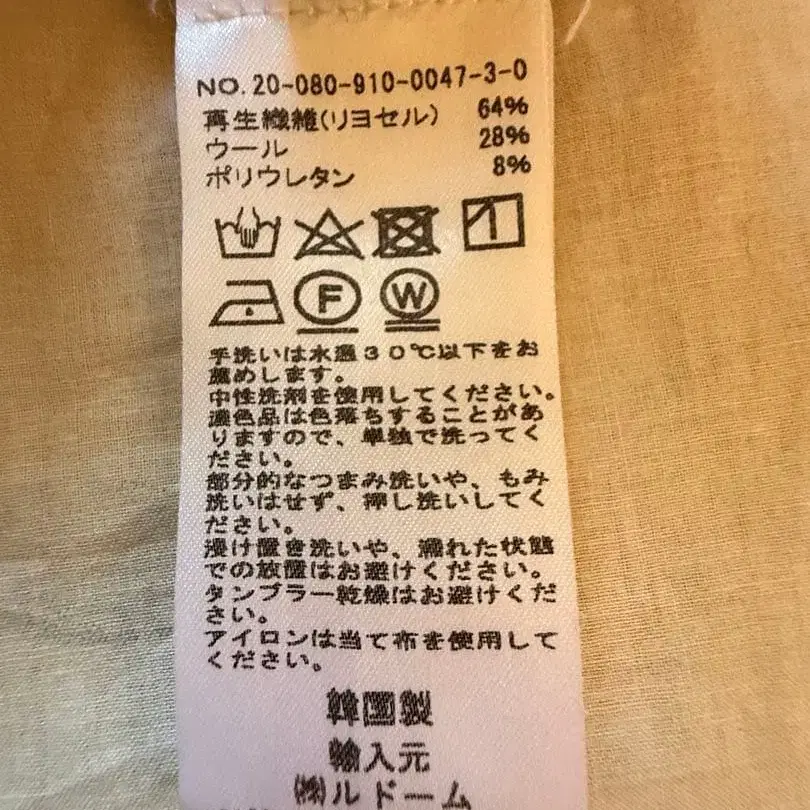 NO.20-080-910-0047-3-0
再生繊維(リヨセル) 64%
ウール 28%
ポリウレタン 8%
F W
手洗いは水温30℃以下をお
薦めします。
中性洗剤を使用してください。
濃色品は色落ちすることがあ
りますので、単独で洗ってく
ださい。
部分的なつまみ洗いや、もみ
洗いはせず、押し洗いしてく
ださい。
浸け置き洗いや、濡れた状態
での放置はお避けください。
タンブラー乾燥はお避けくだ
さい。
アイロンは当て布を使用して
ください。
韓国製
輸入元
㈱ルドーム